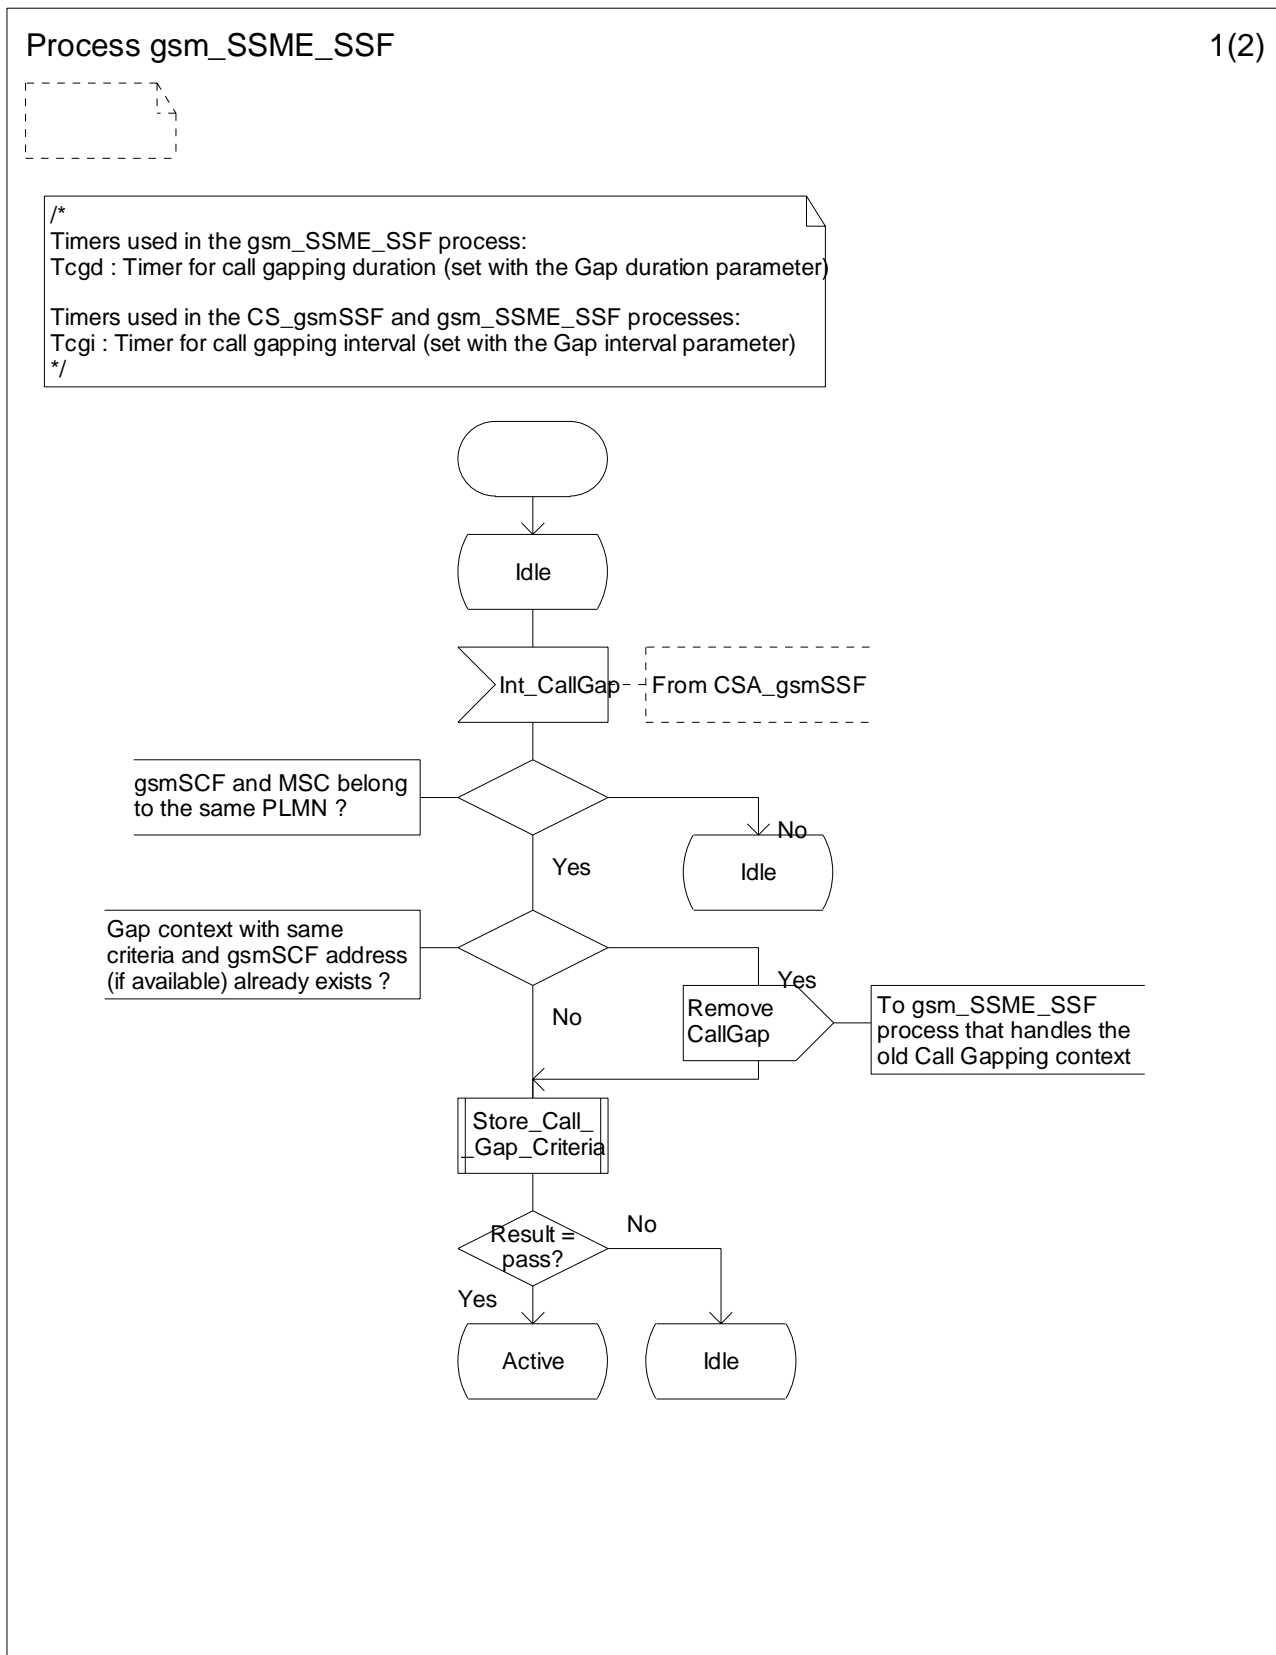 Process gsm_SSME_SSF
1(2)
/*
Timers used in the gsm_SSME_SSF process:
Tcgd : Timer for call gapping duration (set with the Gap duration parameter)
Timers used in the CS_gsmSSF and gsm_SSME_SSF processes:
Tcgi : Timer for call gapping interval (set with the Gap interval parameter)
*/
Idle
Int_CallGap
From CSA_gsmSSF
gsmSCF and MSC belong
to the same PLMN ?
No
Yes
Idle
Gap context with same
criteria and gsmSCF address
(if available) already exists ?
Yes
No
Remove
CallGap
To gsm_SSME_SSF
process that handles the
old Call Gapping context
Store_Call_
_Gap_Criteria
Result =
pass?
No
Yes
Active
Idle